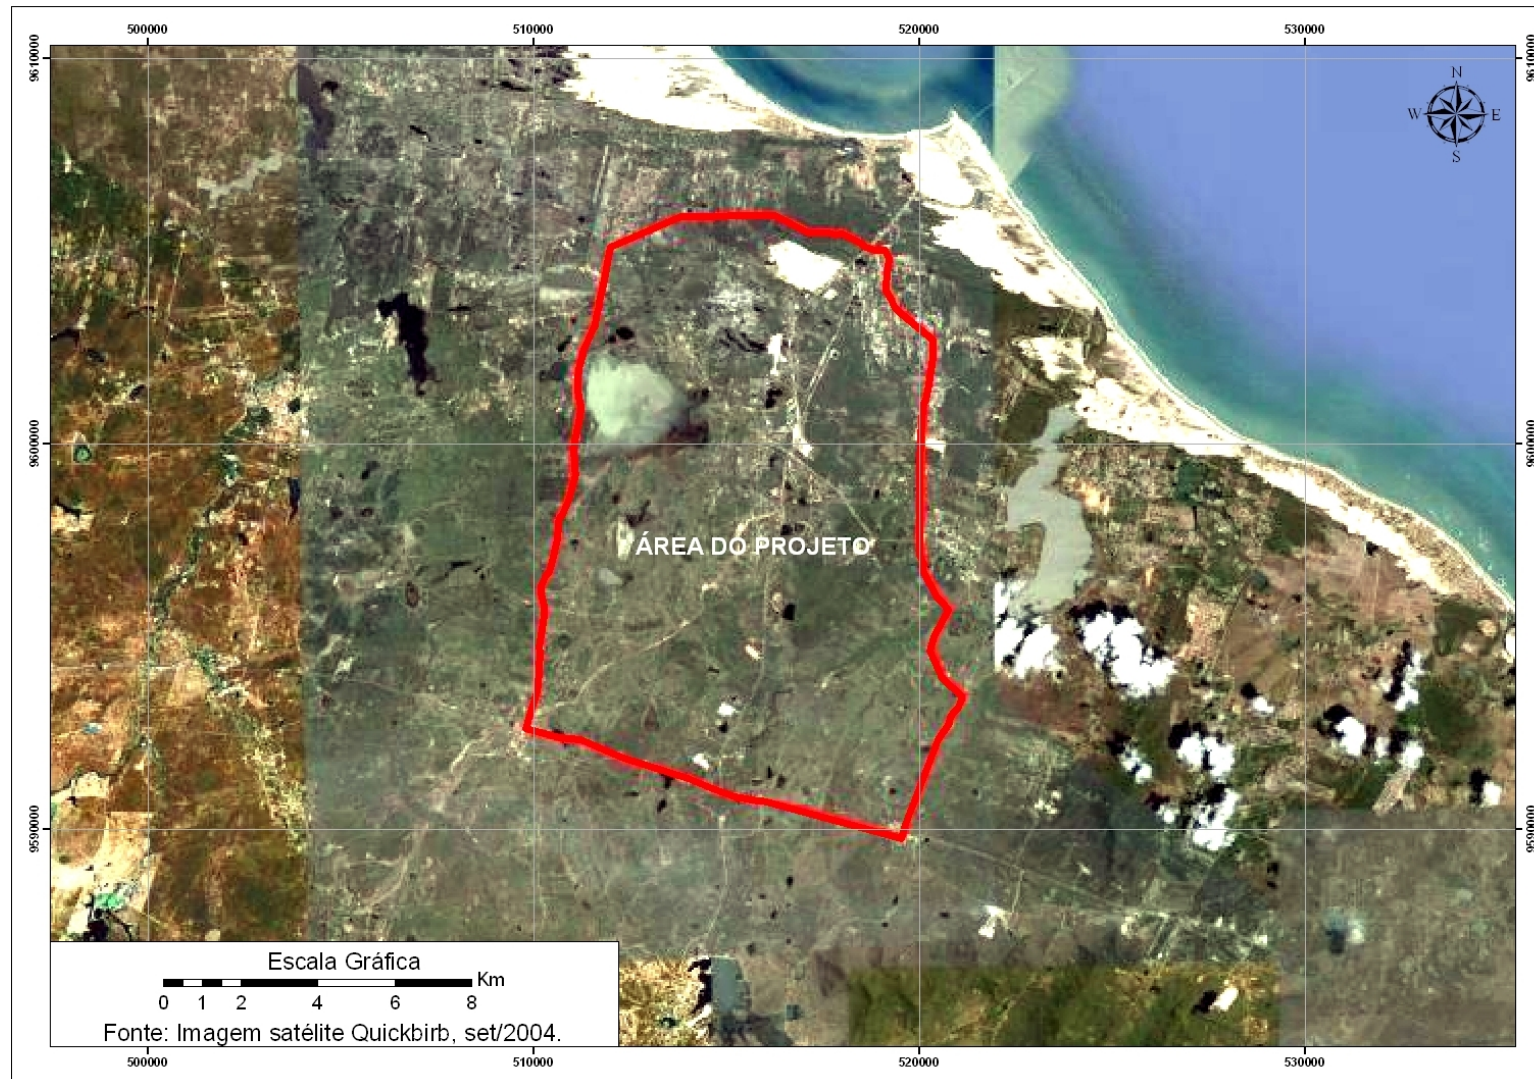 500000 510000 520000 530000
9610000 9610000
N
W E
S
9600000 9600000
ÁREA DO PROJETO
9590000 9590000
Escala Gráfica
Km
0 1 2 4 6 8
Fonte: Imagem satélite Quickbirb, set/2004.
500000 510000 520000 530000